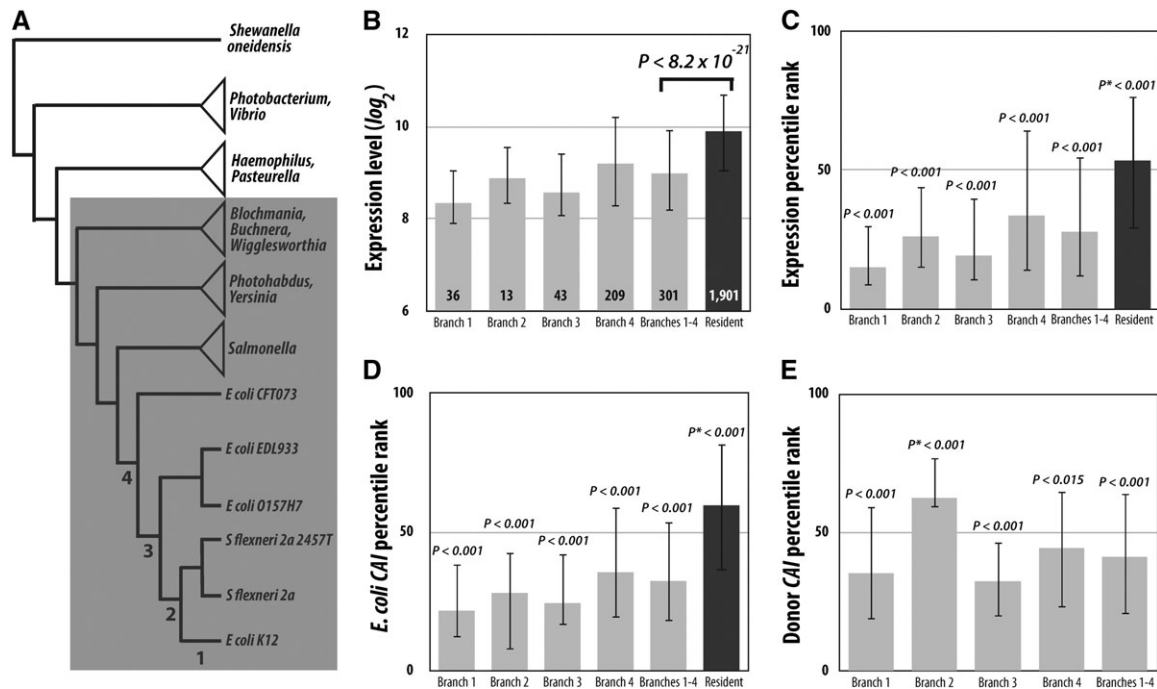 A
Shewanella
oneidensis
Photobacterium,
Vibrio
Haemophilus,
Pasteurella
Blochmania,
Buchnera,
Wigglesworthia
Photohabdus,
Yersinia
Salmonella
E coli CFT073
E coli EDL933
E coli O157H7
S flexneri 2a 2457T
S flexneri 2a
E coli K12
4
3
2
1
B
Expression level (log2)
12
10
8
6
P < 8.2 x 10^-21
36
13
43
209
301
1,901
Branch 1
Branch 2
Branch 3
Branch 4
Branches 1-4
Resident
C
Expression percentile rank
100
50
0
P < 0.001
P < 0.001
P < 0.001
P < 0.001
P < 0.001
P* < 0.001
Branch 1
Branch 2
Branch 3
Branch 4
Branches 1-4
Resident
D
E. coli CAI percentile rank
100
50
0
P < 0.001
P < 0.001
P < 0.001
P < 0.001
P < 0.001
P* < 0.001
Branch 1
Branch 2
Branch 3
Branch 4
Branches 1-4
Resident
E
Donor CAI percentile rank
100
50
0
P < 0.001
P* < 0.001
P < 0.001
P < 0.015
P < 0.001
Branch 1
Branch 2
Branch 3
Branch 4
Branches 1-4